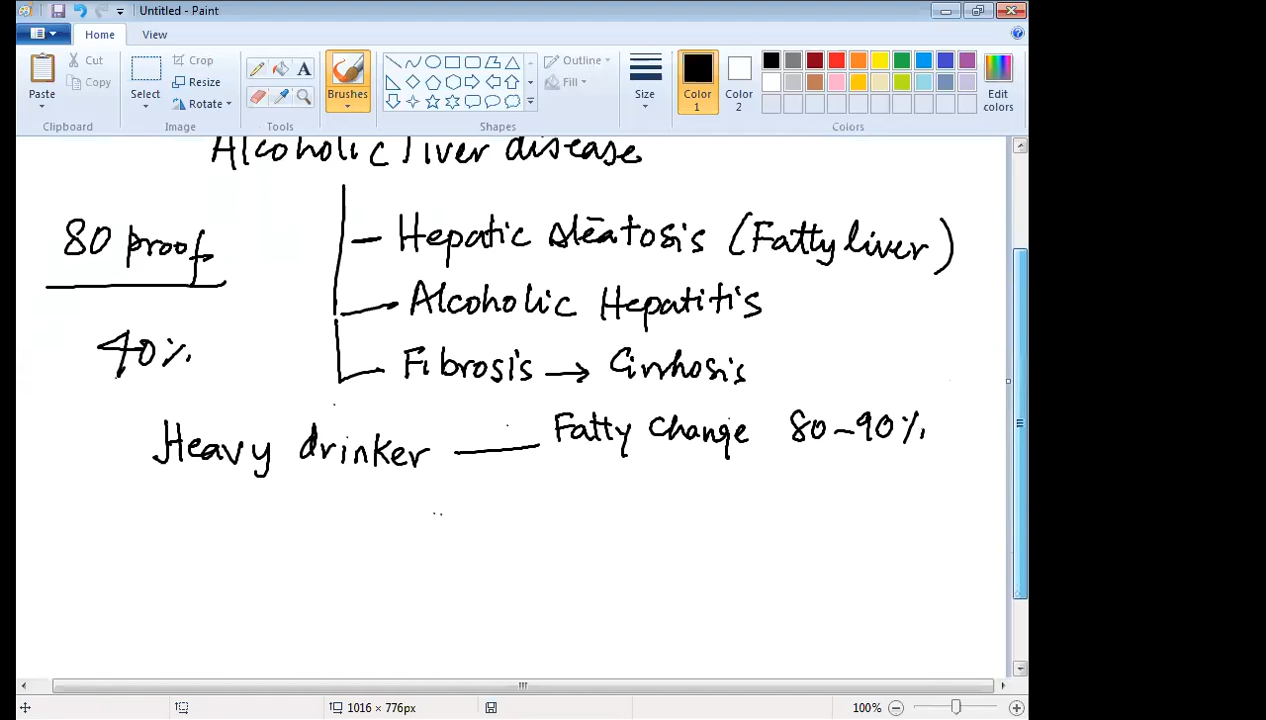 Untitled - Paint
Home
View
Paste
Cut
Copy
Clipboard
Select
Crop
Resize
Rotate
Image
A
Tools
Brushes
Outline
Fill
Shapes
Size
Color
1
Color
2
Edit
colors
Colors
Alcoholic liver disease
80 proof
40%
Hepatic steatosis (Fatty liver)
Alcoholic Hepatitis
Fibrosis → Cirrhosis
Heavy drinker — Fatty Change 80-90%
1016 × 776px
100%